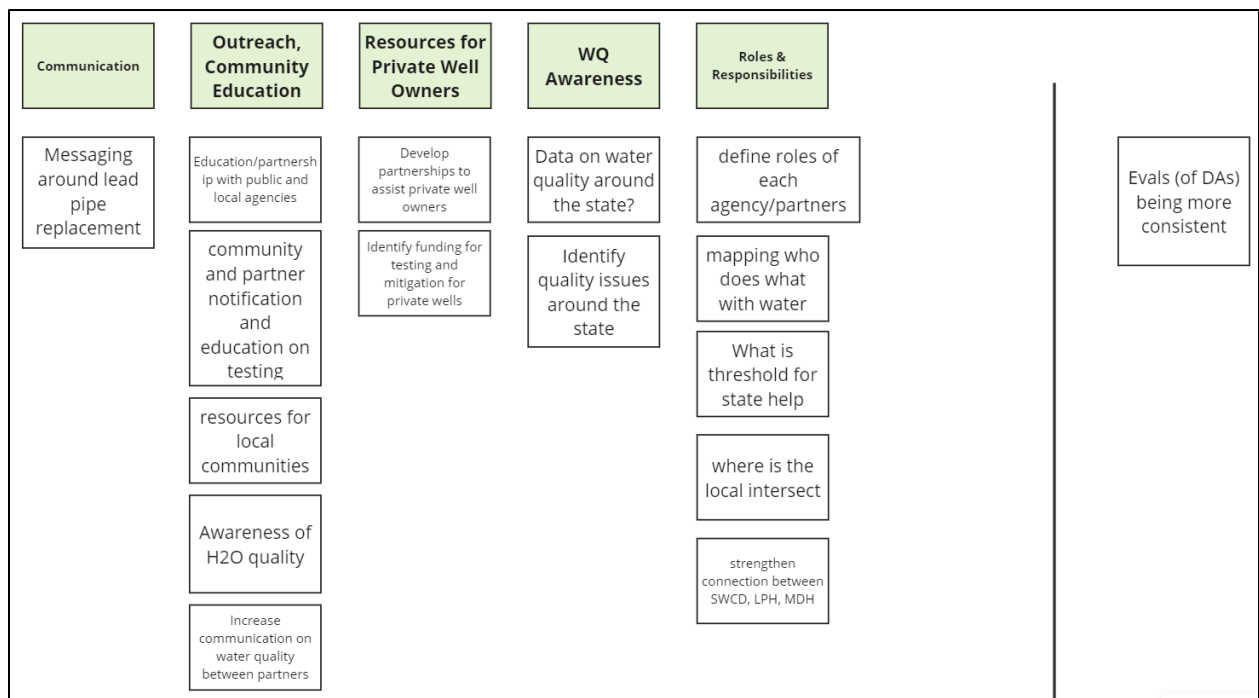 Communication
Outreach,
Community
Education
Resources for
Private Well
Owners
WQ
Awareness
Roles &
Responsibilities
Messaging
around lead
pipe
replacement
Education/partnersh
ip with public and
local agencies
community
and partner
notification
and
education on
testing
resources for
local
communities
Awareness of
H2O quality
Increase
communication on
water quality
between partners
Develop
partnerships to
assist private well
owners
Identify funding for
testing and
mitigation for
private wells
Data on water
quality around
the state?
Identify
quality issues
around the
state
define roles of
each
agency/partners
mapping who
does what
with water
What is
threshold for
state help
where is the
local intersect
strengthen
connection between
SWCD, LPH, MDH
Evals (of DAs)
being more
consistent